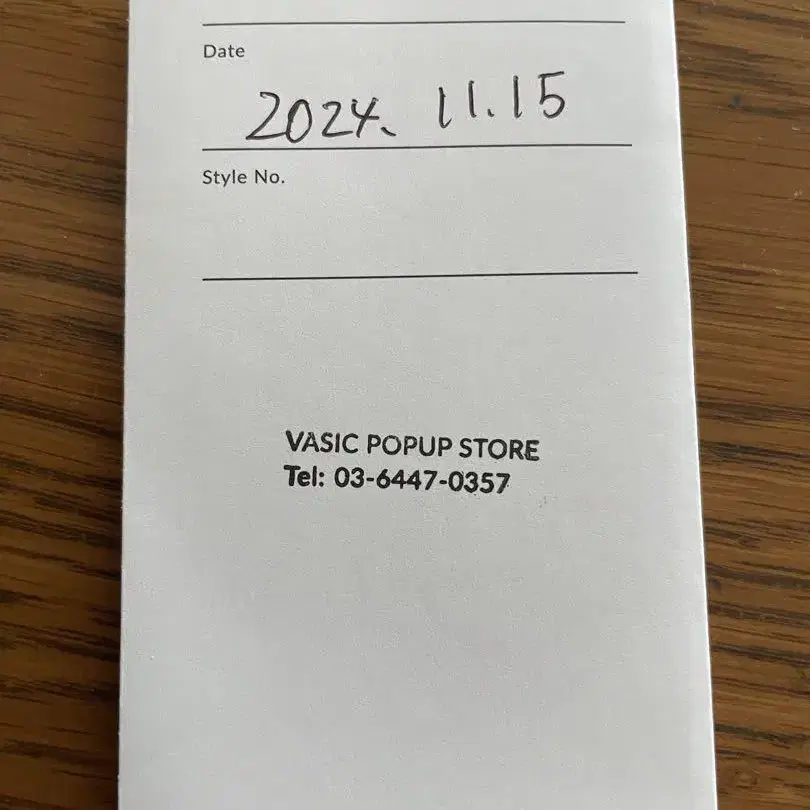 Date
2024. 11.15
Style No.
VASIC POPUP STORE
Tel: 03-6447-0357